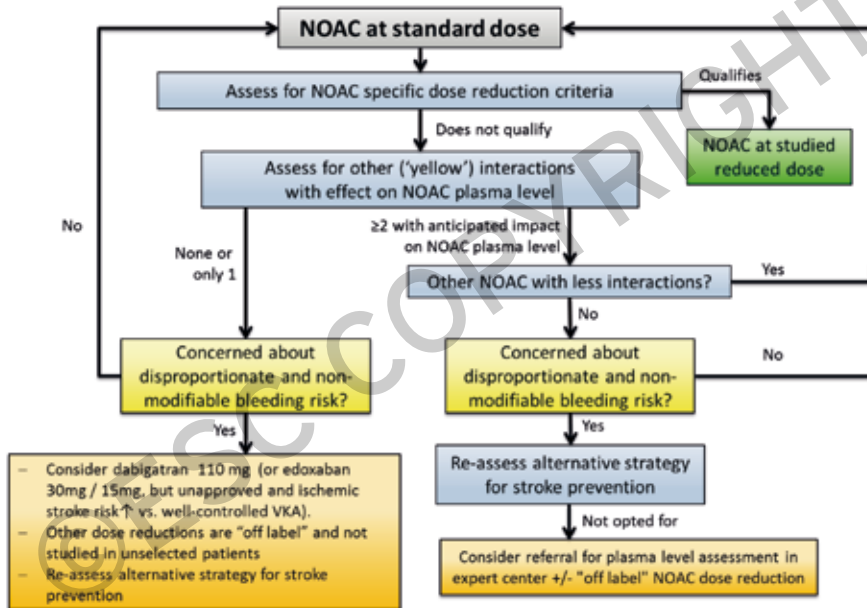 NOAC at standard dose
Assess for NOAC specific dose reduction criteria
Qualifies
NOAC at studied
reduced dose
Does not qualify
Assess for other ('yellow') interactions
with effect on NOAC plasma level
No
None or
only 1
≥2 with anticipated impact
on NOAC plasma level
Other NOAC with less interactions?
Yes
No
Concerned about
disproportionate and non-
modifiable bleeding risk?
Concerned about
disproportionate and non-
modifiable bleeding risk?
No
Yes
Yes
– Consider dabigatran 110 mg (or edoxaban
30mg / 15mg, but unapproved and ischemic
stroke risk↑ vs. well-controlled VKA).
– Other dose reductions are "off label" and not
studied in unselected patients
– Re-assess alternative strategy for stroke
prevention
Re-assess alternative strategy
for stroke prevention
Not opted for
Consider referral for plasma level assessment in
expert center +/- "off label" NOAC dose reduction
©ESC COPYRIGHT